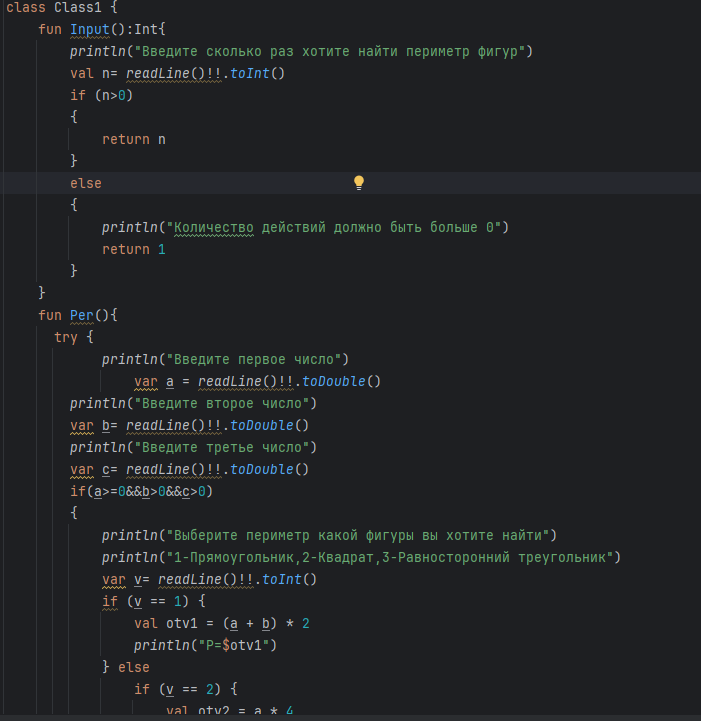 class Class1 {
fun Input():Int{
println("Введите сколько раз хотите найти периметр фигур")
val n= readLine()!!.toInt()
if (n>0)
{
return n
}
else
{
println("Количество действий должно быть больше 0")
return 1
}
}
fun Per(){
try {
println("Введите первое число")
var a = readLine()!!.toDouble()
println("Введите второе число")
var b= readLine()!!.toDouble()
println("Введите третье число")
var c= readLine()!!.toDouble()
if(a>=0&&b>0&&c>0)
{
println("Выберите периметр какой фигуры вы хотите найти")
println("1-Прямоугольник,2-Квадрат,3-Равносторонний треугольник")
var v= readLine()!!.toInt()
if (v == 1) {
val otv1 = (a + b) * 2
println("P=$otv1")
} else
if (v == 2) {
val otv2 = a * 4